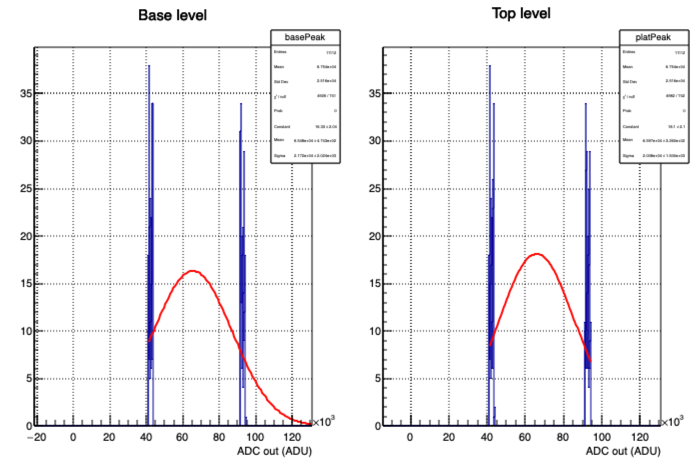 Base level
Top level
basePeak
Entries
Mean
Std Dev
χ² / ndf
Prob 0
Constant
Mean
Sigma
35
30
25
20
15
10
5
0
−20 0 20 40 60 80 100 120 ×10³
ADC out (ADU)
platPeak
Entries
Mean
Std Dev
χ² / ndf
Prob 0
Constant
Mean
Sigma
35
30
25
20
15
10
5
0
0 20 40 60 80 100 120 ×10³
ADC out (ADU)